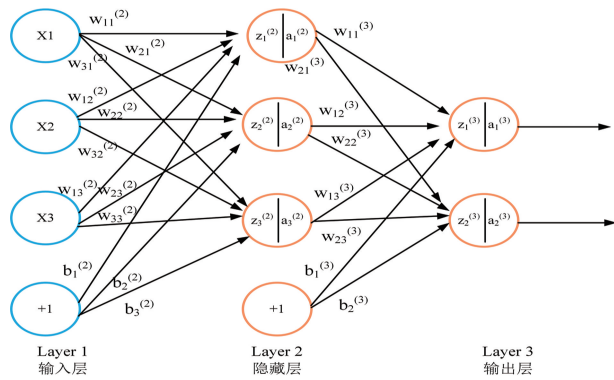 X1
X2
X3
+1
w₁₁⁽²⁾
w₂₁⁽²⁾
w₃₁⁽²⁾
w₁₂⁽²⁾
w₂₂⁽²⁾
w₃₂⁽²⁾
w₁₃⁽²⁾
w₂₃⁽²⁾
w₃₃⁽²⁾
b₁⁽²⁾
b₂⁽²⁾
b₃⁽²⁾
z₁⁽²⁾ a₁⁽²⁾
z₂⁽²⁾ a₂⁽²⁾
z₃⁽²⁾ a₃⁽²⁾
+1
w₁₁⁽³⁾
w₂₁⁽³⁾
w₁₂⁽³⁾
w₂₂⁽³⁾
w₁₃⁽³⁾
w₂₃⁽³⁾
b₁⁽³⁾
b₂⁽³⁾
z₁⁽³⁾ a₁⁽³⁾
z₂⁽³⁾ a₂⁽³⁾
Layer 1
输入层
Layer 2
隐藏层
Layer 3
输出层